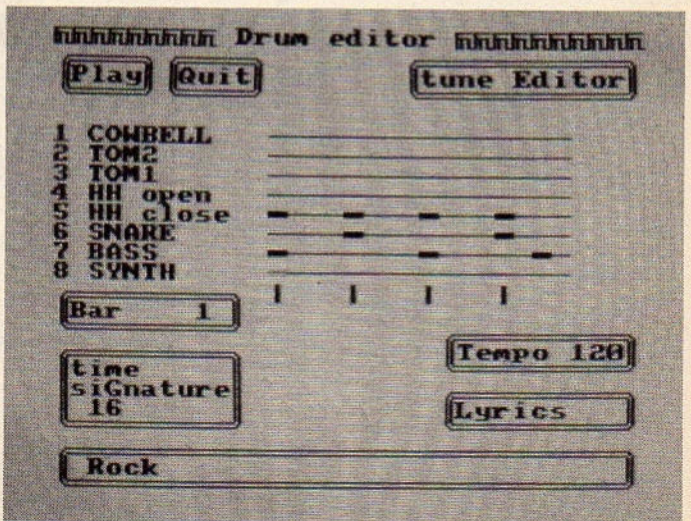 Drum editor
Play Quit tune Editor
1 COWBELL
2 TOM2
3 TOM1
4 HH open
5 HH close
6 SNARE
7 BASS
8 SYNTH
Bar 1
Tempo 120
time
siGnature
16
Lyrics
Rock